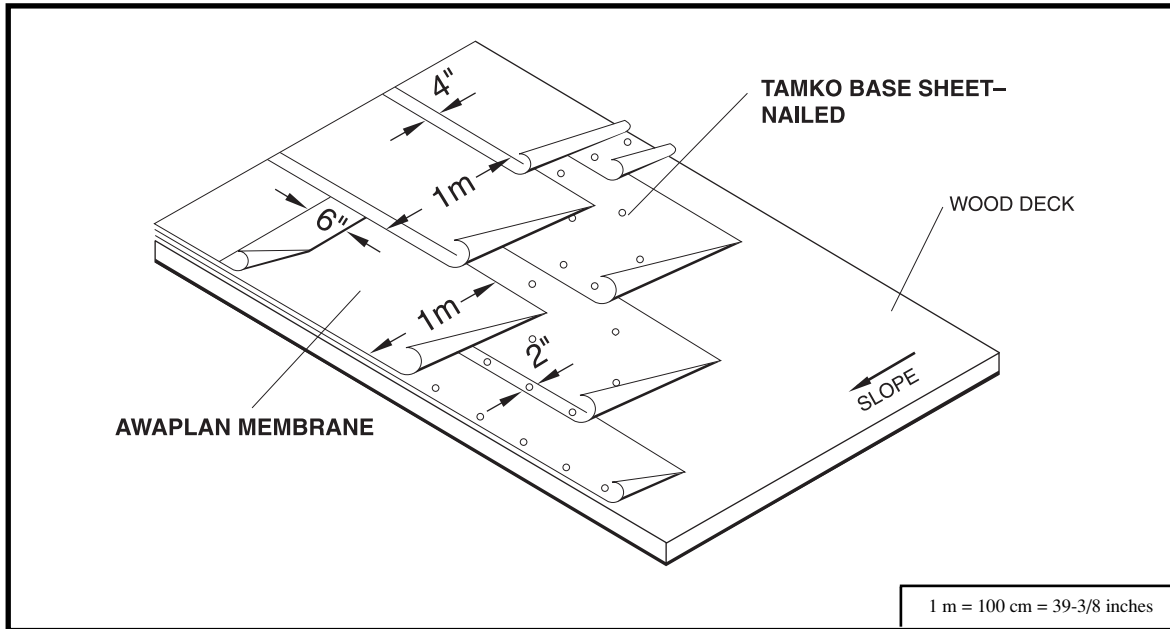 4"
TAMKO BASE SHEET–
NAILED
1m
WOOD DECK
6"
1m
2"
SLOPE
AWAPLAN MEMBRANE
1 m = 100 cm = 39-3/8 inches